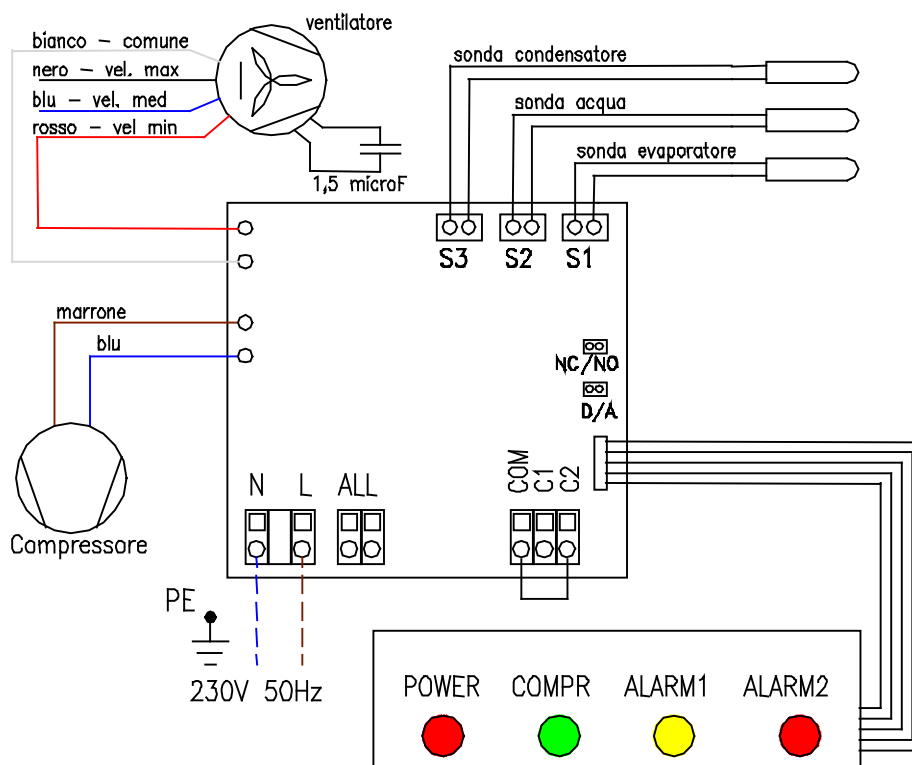 ventilatore
bianco - comune
nero - vel. max
blu - vel. med
rosso - vel min
1,5 microF
sonda condensatore
sonda acqua
sonda evaporatore
S3 S2 S1
marrone
blu
NC/NO
D/A
Compressore
N L ALL
COM C1 C2
PE
230V 50Hz
POWER COMPR ALARM1 ALARM2